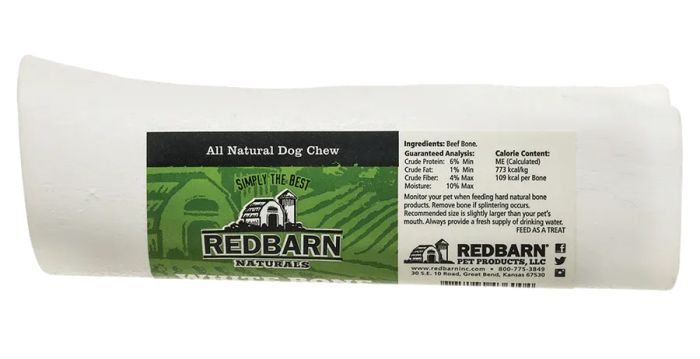 All Natural Dog Chew
SIMPLY THE BEST
REDBARN
NATURALS
WHITE BONE
Ingredients: Beef Bone.
Guaranteed Analysis:
Crude Protein: 6% Min
Crude Fat: 1% Min
Crude Fiber: 4% Max
Moisture: 10% Max
Calorie Content:
ME (Calculated)
773 kcal/kg
109 kcal per Bone
Monitor your pet when feeding hard natural bone
products. Remove bone if splintering occurs.
Recommended size is slightly larger than your pet's
mouth. Always provide a fresh supply of drinking water.
FEED AS A TREAT
REDBARN®
PET PRODUCTS, LLC
www.redbarninc.com • 800-775-3849
30 S.E. 10 Road, Great Bend, Kansas 67530